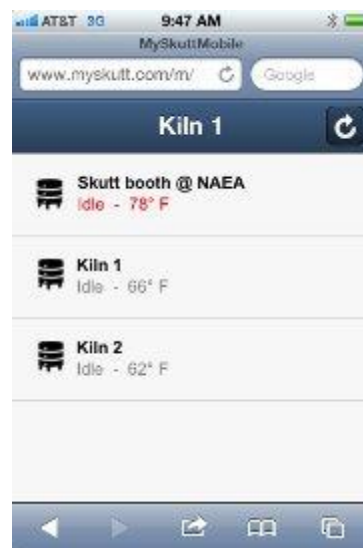 AT&T 3G 9:47 AM
MySkuttMobile
www.myskutt.com/m/ Google
Kiln 1
Skutt booth @ NAEA
Idle - 78° F
Kiln 1
Idle - 66° F
Kiln 2
Idle - 62° F